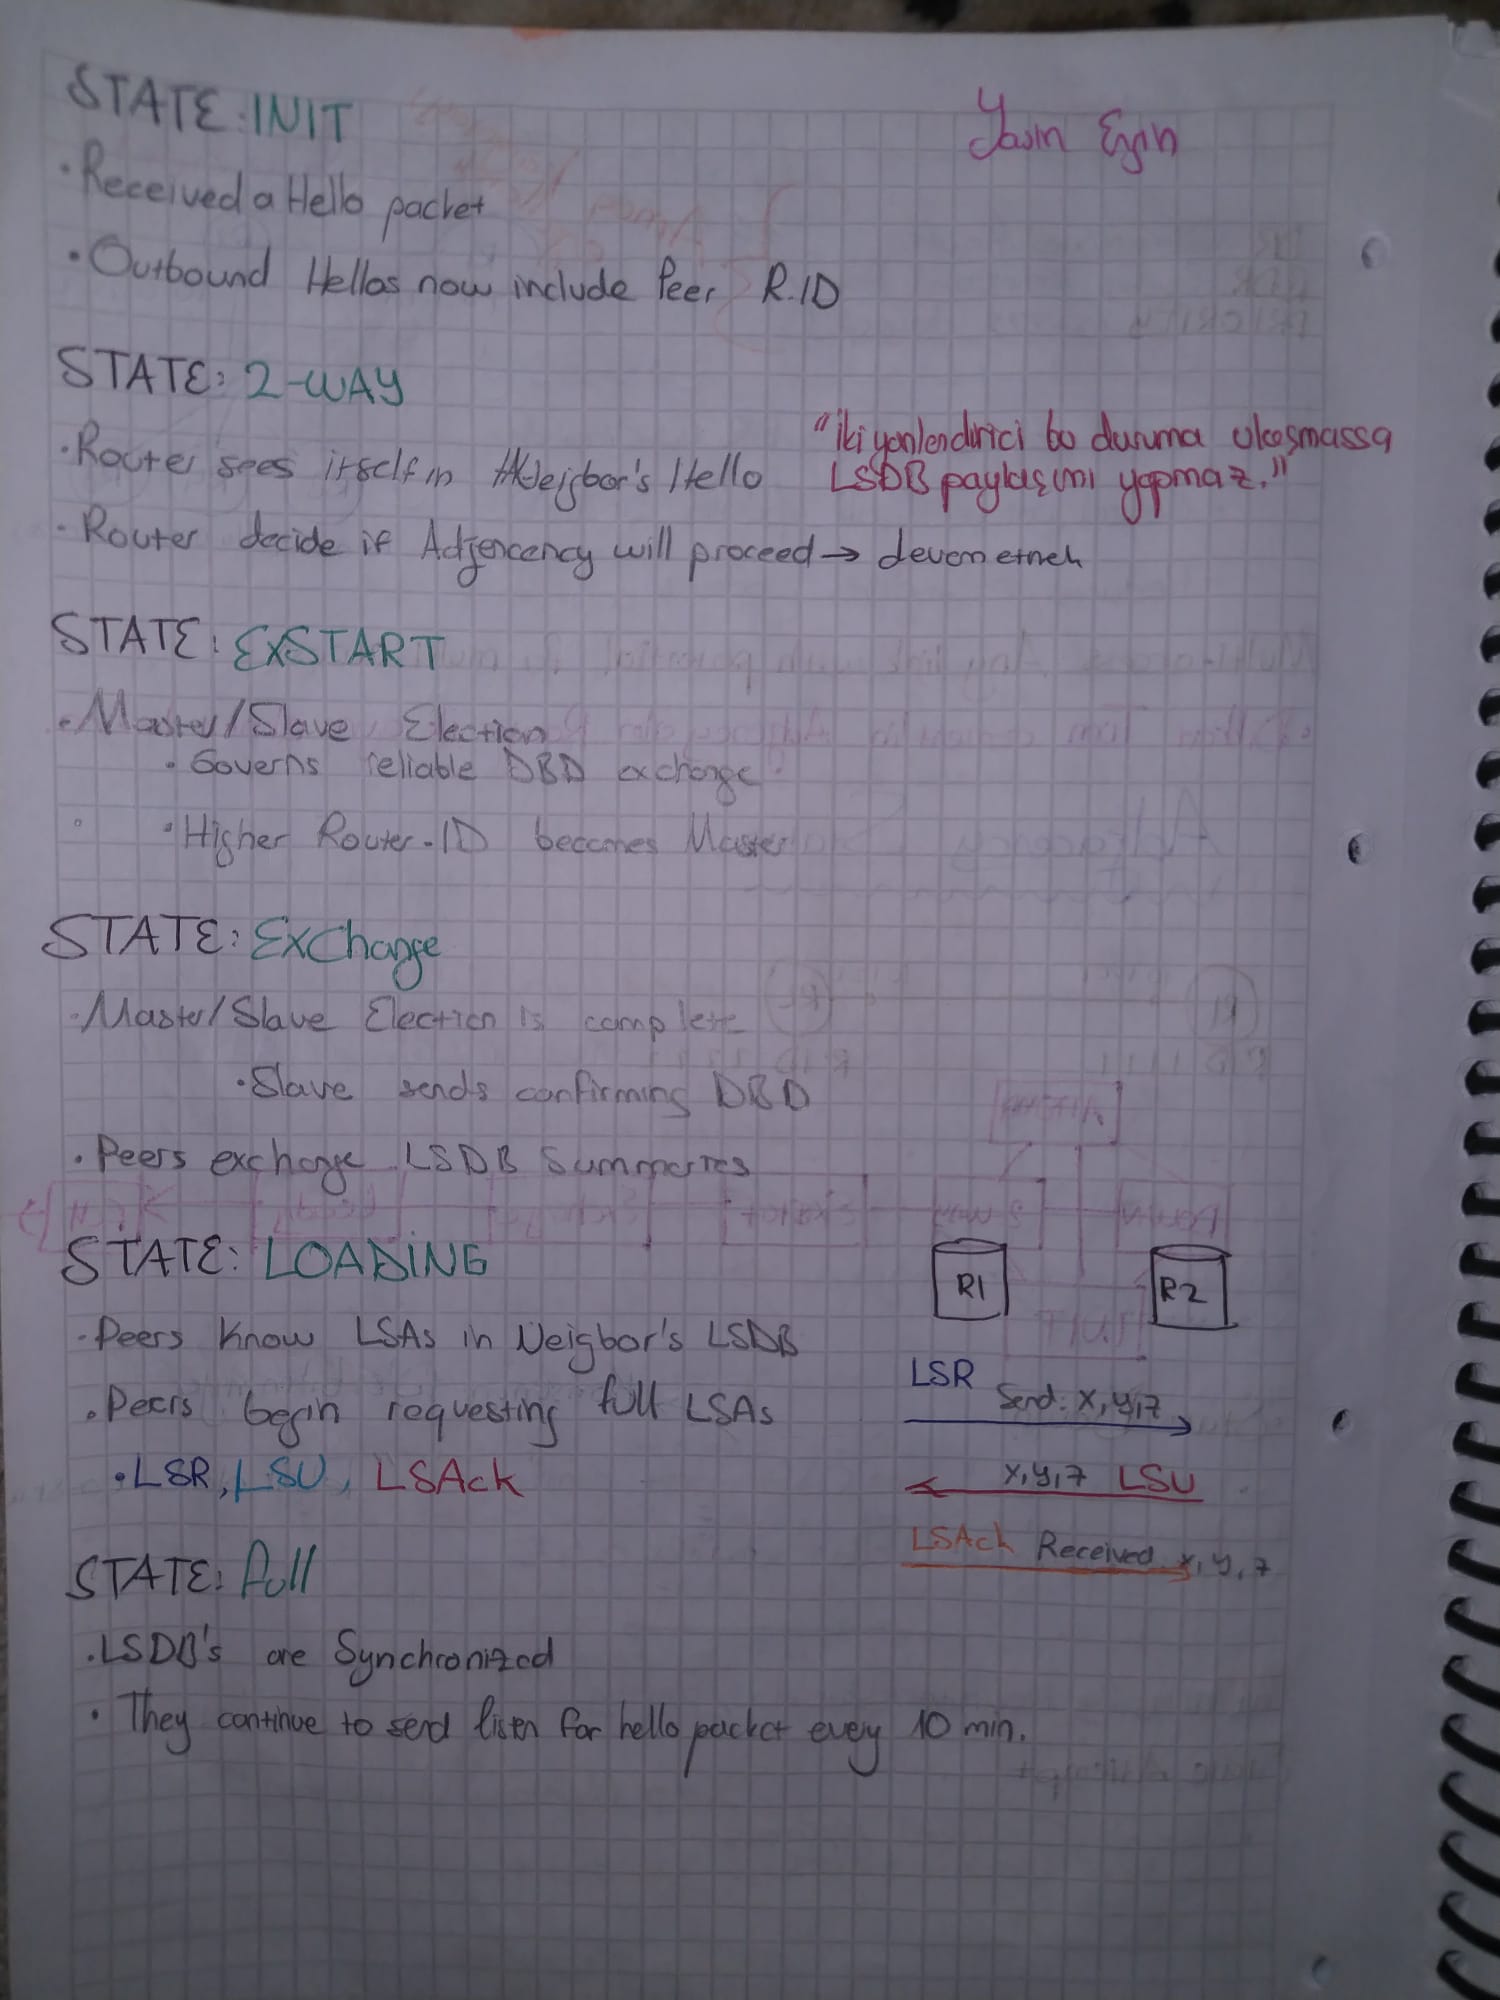 STATE: INIT
Yasin Ergin
• Received a Hello packet
• Outbound Hellos now include Peer R.ID
STATE: 2-WAY
"iki yönlendirici bu duruma ulaşmassa
• Router sees itself in Neigbor's Hello
LSDB paylaşımı yapmaz."
• Router decide if Adjencency will proceed → devam etmek
STATE: EXSTART
• Master/Slave Election
• Governs reliable DBD exchange
• Higher Router-ID becomes Master
STATE: ExChange
• Master/Slave Election is complete
• Slave sends confirming DBD
• Peers exchange LSDB Summaries
STATE: LOADING
R1 R2
• Peers Know LSAs in Neigbor's LSDB
LSR Send: x, y, z
• Peers begin requesting full LSAs
• LSR, LSU, LSAck
x, y, z LSU
LSAck Received x, y, z
STATE: full
• LSDB's are Synchronized
• They continue to send listen for hello packet every 10 min.